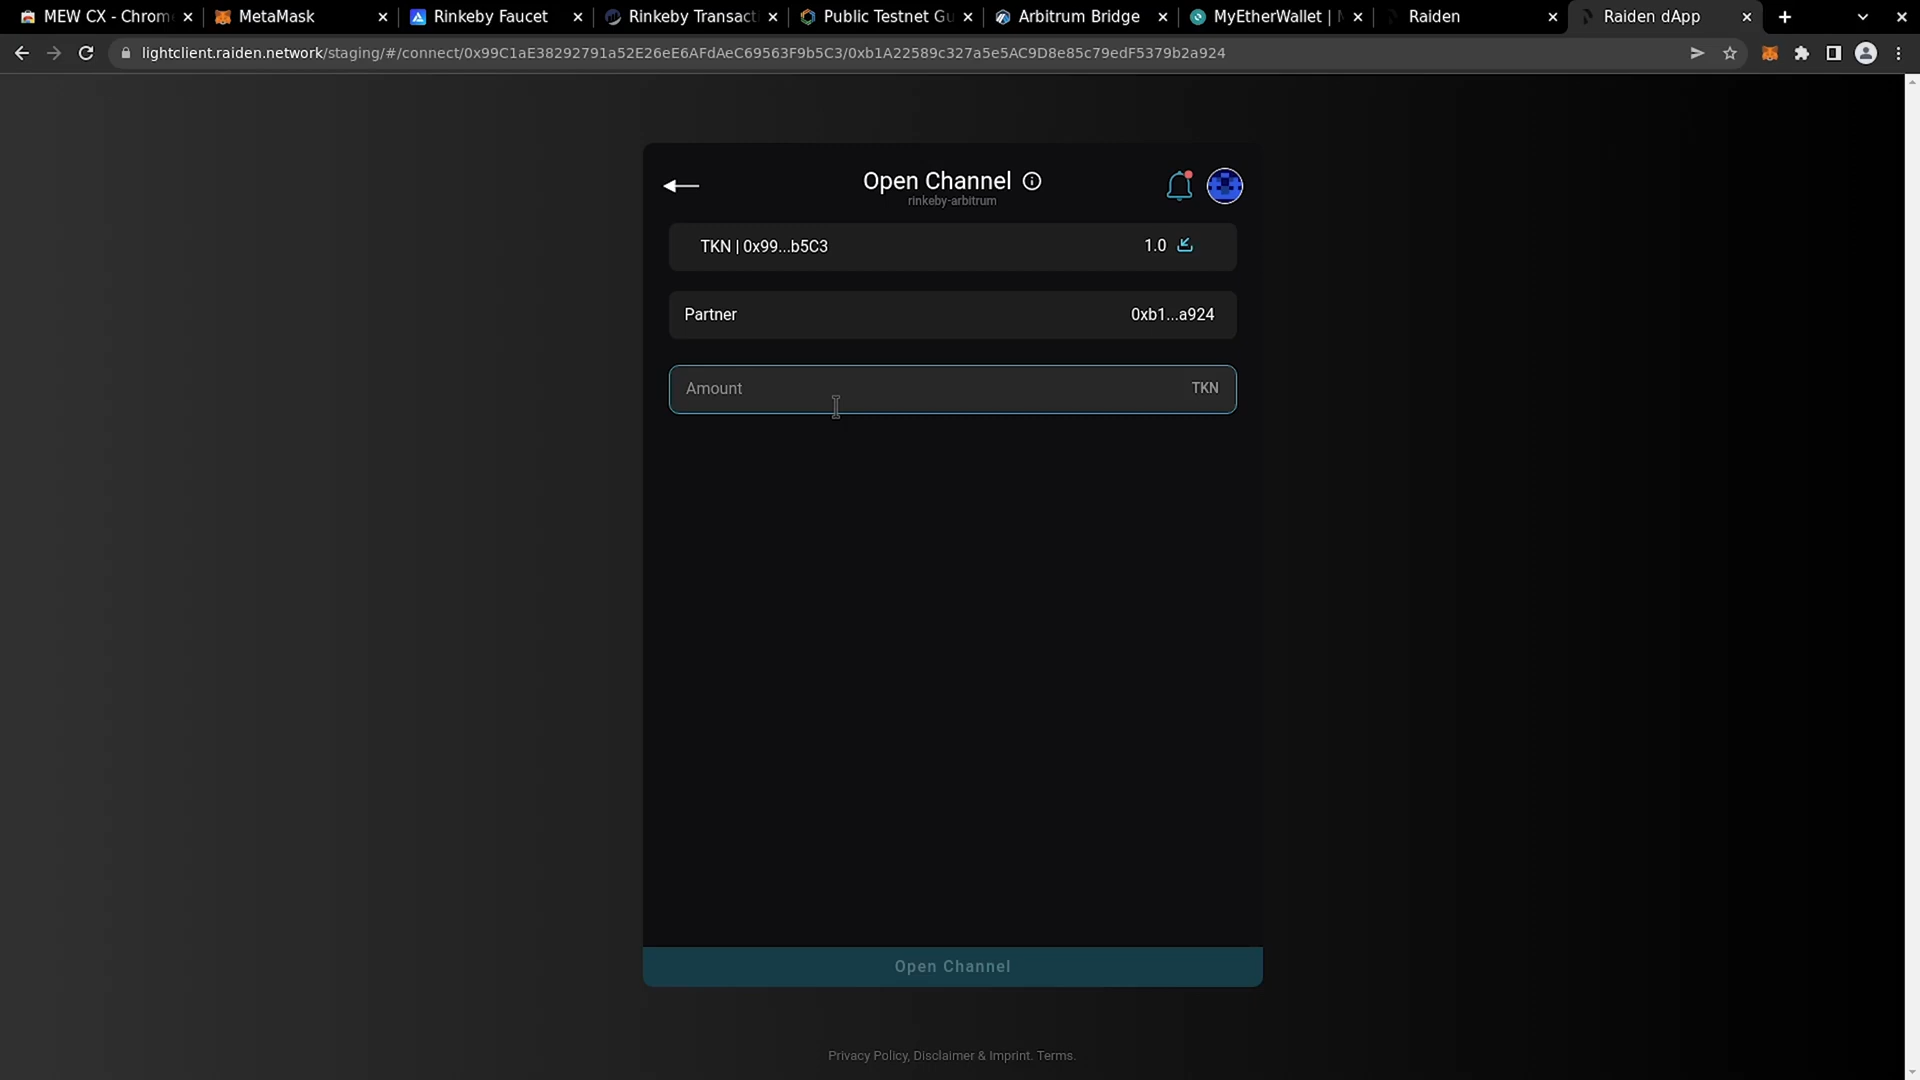 MEW CX - Chrom
MetaMask
Rinkeby Faucet
Rinkeby Transact
Public Testnet Gu
Arbitrum Bridge
MyEtherWallet |
Raiden
Raiden dApp
lightclient.raiden.network/staging/#/connect/0x99C1aE38292791a52E26eE6AFdAeC69563F9b5C3/0xb1A22589c327a5e5AC9D8e85c79edF5379b2a924
Open Channel
rinkeby-arbitrum
TKN | 0x99...b5C3 1.0
Partner 0xb1...a924
Amount TKN
Open Channel
Privacy Policy, Disclaimer & Imprint. Terms.